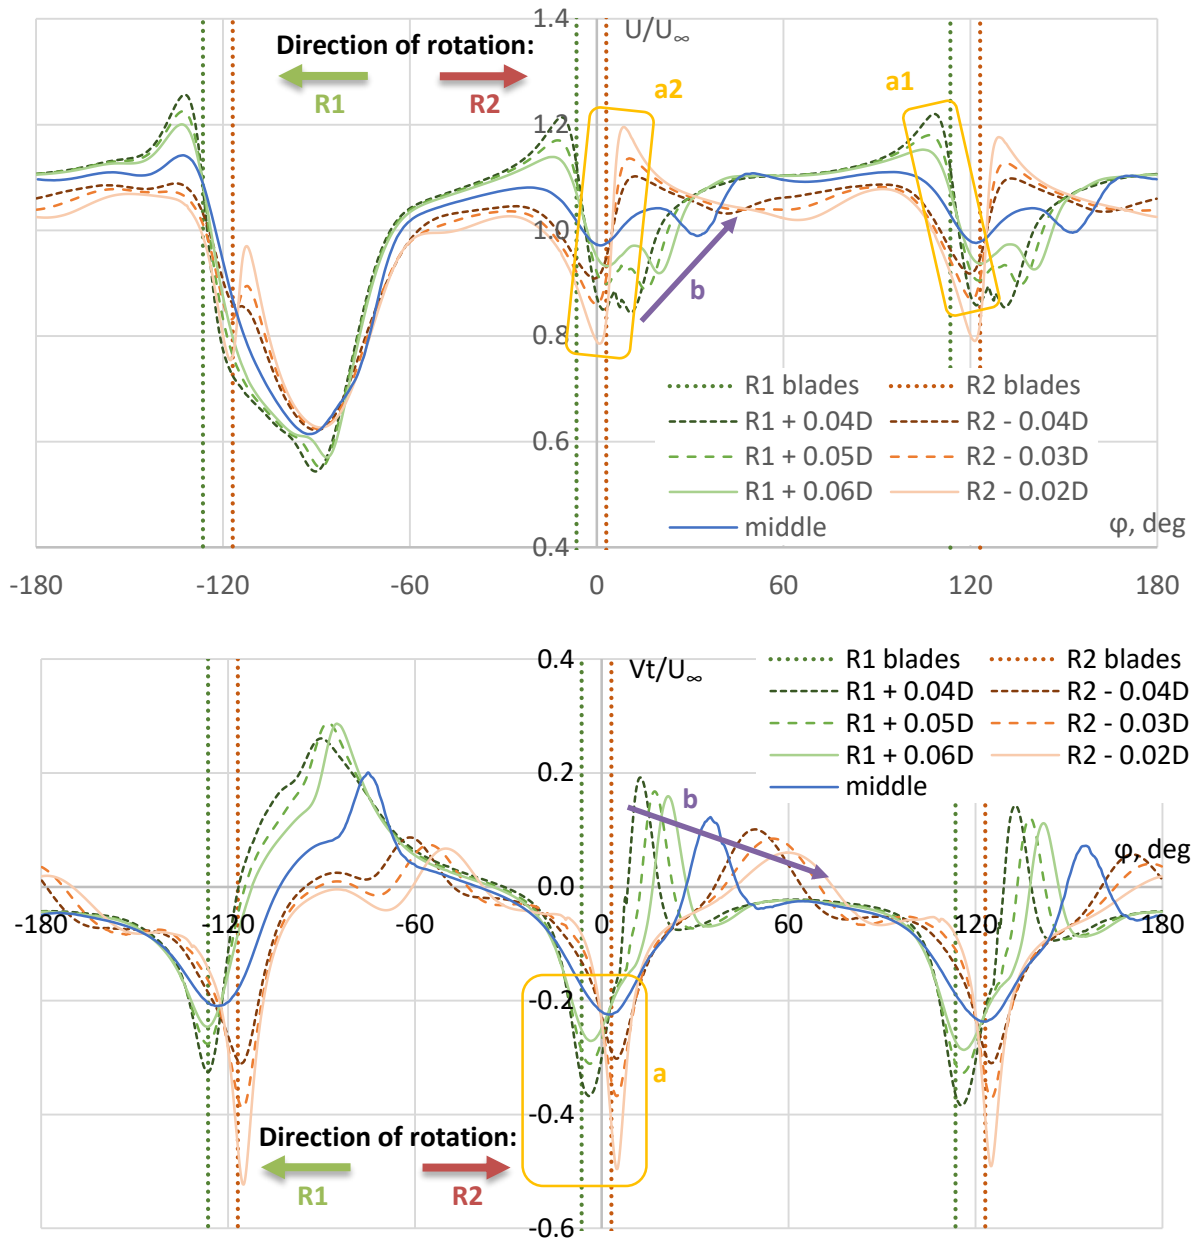 1.4
U/U∞
Direction of rotation:
R1 R2
a2
a1
1.2
1.0
b
0.8
R1 blades R2 blades
R1 + 0.04D R2 - 0.04D
R1 + 0.05D R2 - 0.03D
R1 + 0.06D R2 - 0.02D
middle
0.6
φ, deg
0.4
-180 -120 -60 0 60 120 180
0.4
Vt/U∞
R1 blades R2 blades
R1 + 0.04D R2 - 0.04D
R1 + 0.05D R2 - 0.03D
R1 + 0.06D R2 - 0.02D
middle
0.2
b
φ, deg
0.0
-180 -120 -60 0 60 120 180
-0.2
a
-0.4
Direction of rotation:
R1 R2
-0.6